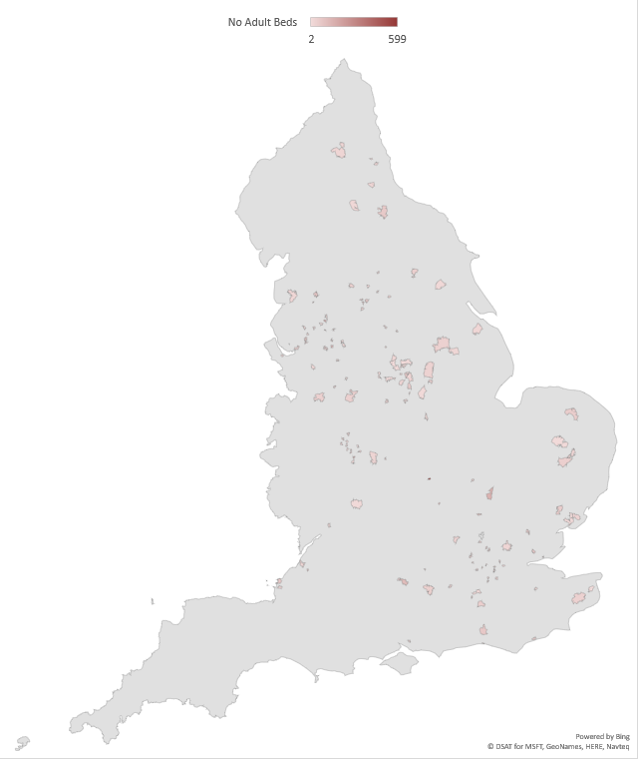 No Adult Beds
2 599
Powered by Bing
© DSAT for MSFT, GeoNames, HERE, Navteq